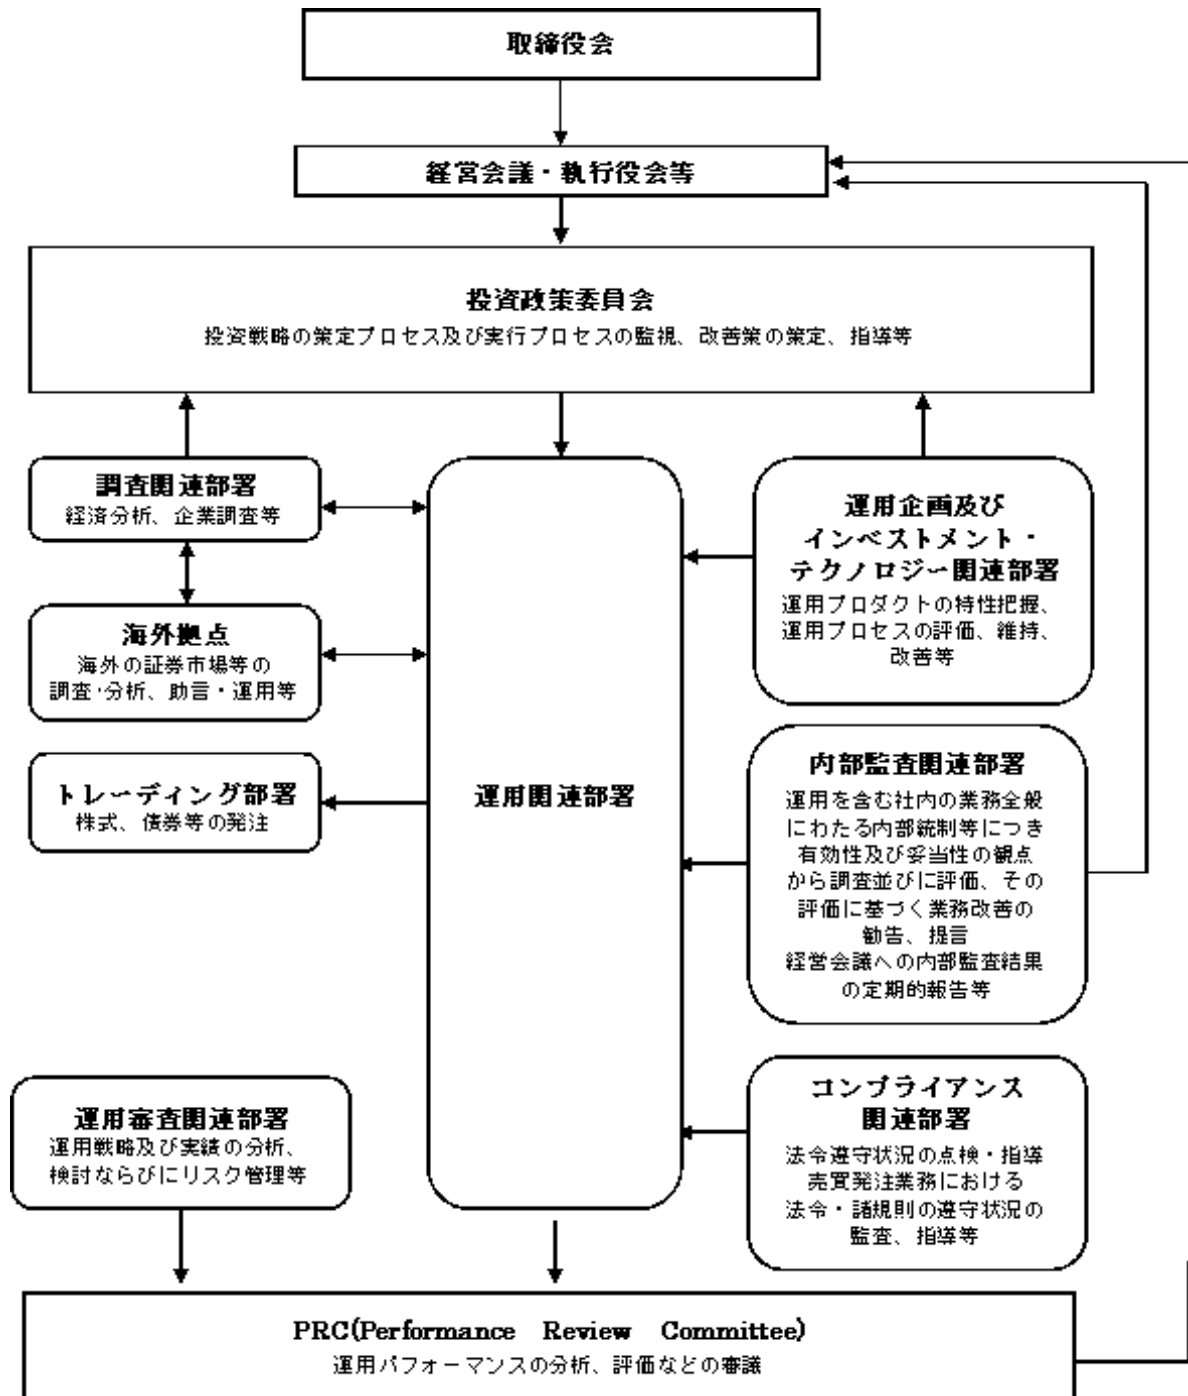 取締役会
経営会議・執行役会等
投資政策委員会
投資戦略の策定プロセス及び実行プロセスの監視、改善策の策定、指導等
調査関連部署
経済分析、企業調査等
海外拠点
海外の証券市場等の
調査・分析、助言・運用等
トレーディング部署
株式、債券等の発注
運用関連部署
運用企画及び
インベストメント・
テクノロジー関連部署
運用プロダクトの特性把握、
運用プロセスの評価、維持、
改善等
内部監査関連部署
運用を含む社内の業務全般
にわたる内部統制等につき
有効性及び妥当性の観点
から調査並びに評価、その
評価に基づく業務改善の
勧告、提言
経営会議への内部監査結果
の定期的報告等
コンプライアンス
関連部署
法令遵守状況の点検・指導
売買発注業務における
法令・諸規則の遵守状況の
監査、指導等
運用審査関連部署
運用戦略及び実績の分析、
検討ならびにリスク管理等
PRC(Performance Review Committee)
運用パフォーマンスの分析、評価などの審議